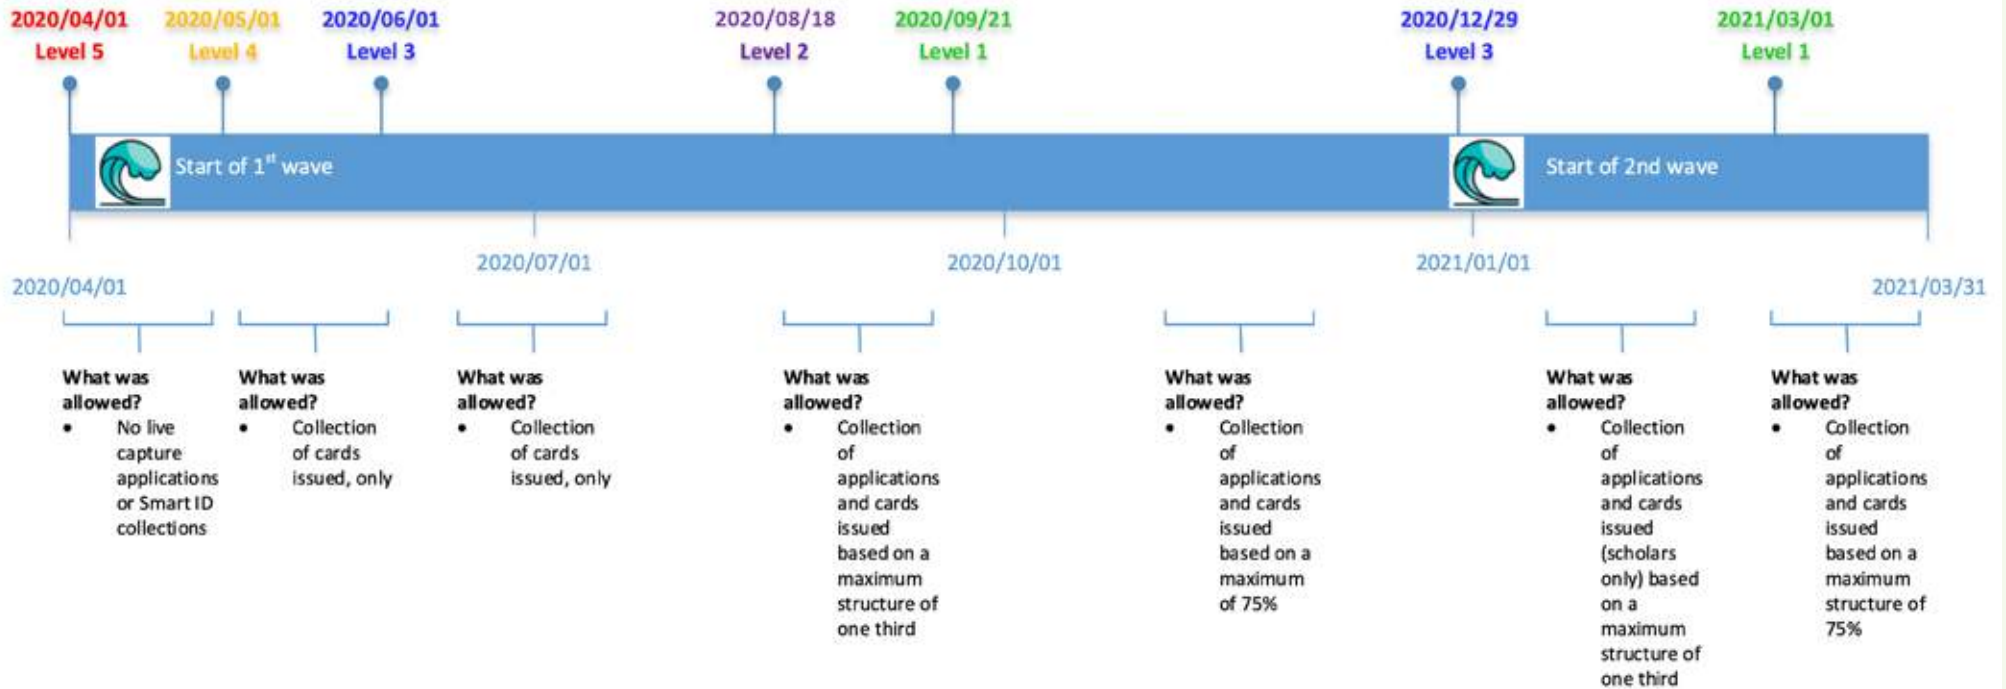 2020/04/01
Level 5
2020/05/01
Level 4
2020/06/01
Level 3
2020/08/18
Level 2
2020/09/21
Level 1
2020/12/29
Level 3
2021/03/01
Level 1
Start of 1st wave
Start of 2nd wave
2020/04/01
2020/07/01
2020/10/01
2021/01/01
2021/03/31
What was
allowed?
• No live
capture
applications
or Smart ID
collections
What was
allowed?
• Collection
of cards
issued, only
What was
allowed?
• Collection
of cards
issued, only
What was
allowed?
• Collection
of
applications
and cards
issued
based on a
maximum
structure of
one third
What was
allowed?
• Collection
of
applications
and cards
issued
based on a
maximum
of 75%
What was
allowed?
• Collection
of
applications
and cards
issued
(scholars
only) based
on a
maximum
structure of
one third
What was
allowed?
• Collection
of
applications
and cards
issued
based on a
maximum
structure of
75%